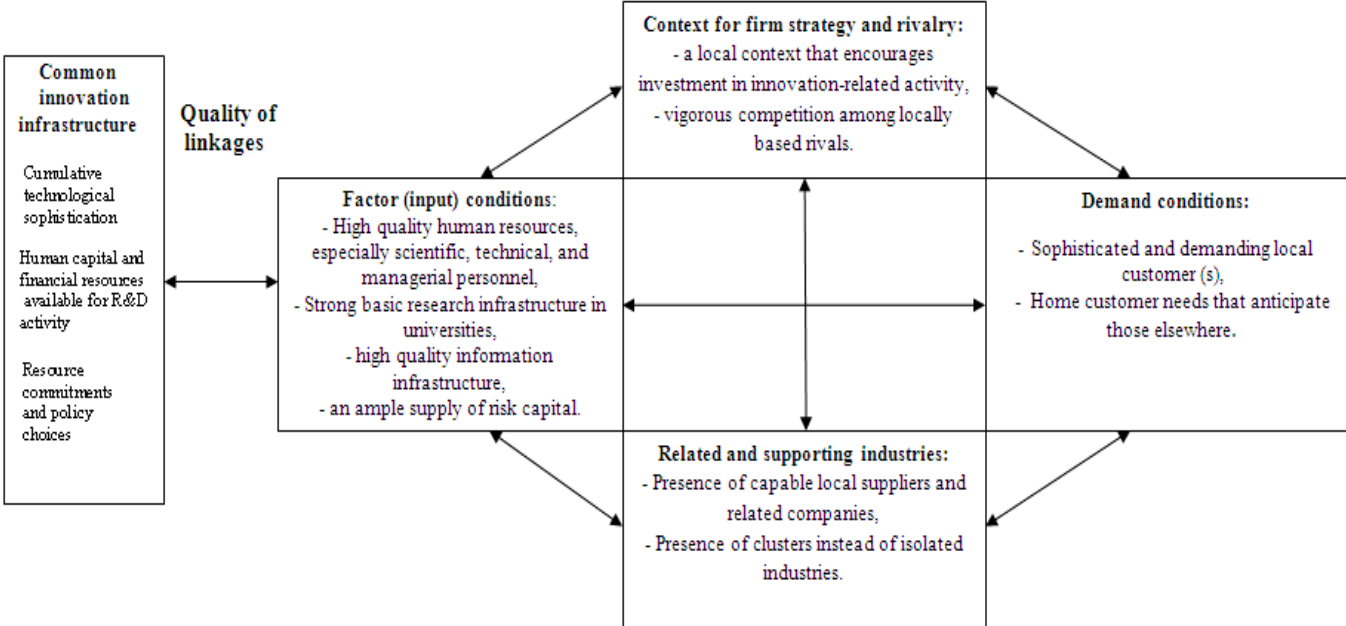 Common
innovation
infrastructure
Cumulative
technological
sophistication
Human capital and
financial resources
available for R&D
activity
Resource
commitments
and policy
choices
Quality of
linkages
Context for firm strategy and rivalry:
- a local context that encourages
investment in innovation-related activity,
- vigorous competition among locally
based rivals.
Factor (input) conditions:
- High quality human resources,
especially scientific, technical, and
managerial personnel,
- Strong basic research infrastructure in
universities,
- high quality information
infrastructure,
- an ample supply of risk capital.
Demand conditions:
- Sophisticated and demanding local
customer (s),
- Home customer needs that anticipate
those elsewhere.
Related and supporting industries:
- Presence of capable local suppliers and
related companies,
- Presence of clusters instead of isolated
industries.